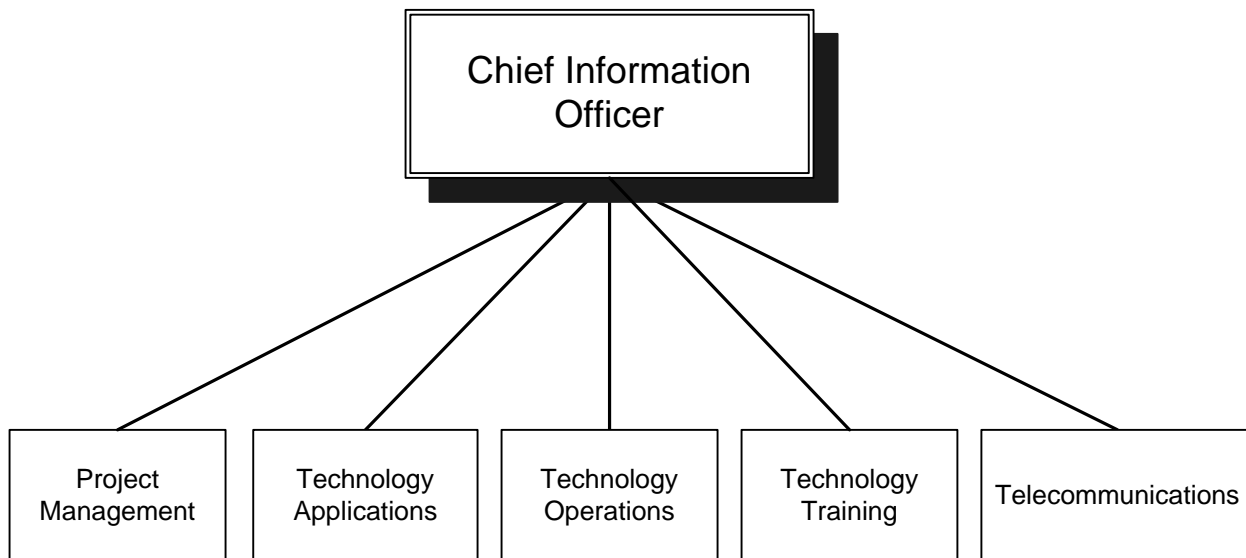 Chief Information
Officer
Project
Management
Technology
Applications
Technology
Operations
Technology
Training
Telecommunications